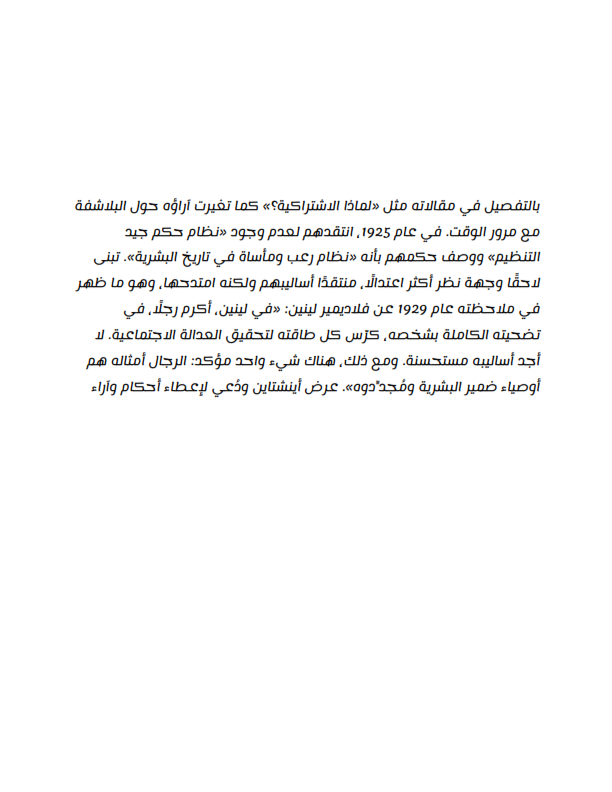 بالتفصيل في مقالاته مثل «لماذا الاشتراكية؟» كما تغيرت آراؤه حول البلاشفة
مع مرور الوقت. في عام 1925، انتقدهم لعدم وجود «نظام حكم جيد
التنظيم» ووصف حكمهم بأنه «نظام رعب ومأساة في تاريخ البشرية». تبنى
لاحقًا وجهة نظر أكثر اعتدالًا، منتقدًا أساليبهم ولكنه امتدحها، وهو ما ظهر
في ملاحظته عام 1929 عن فلاديمير لينين: «في لينين، أكرم رجلًا، في
تضحيته الكاملة بشخصه، كرّس كل طاقته لتحقيق العدالة الاجتماعية. لا
أجد أساليبه مستحسنة. ومع ذلك، هناك شيء واحد مؤكد: الرجال أمثاله هم
أوصياء ضمير البشرية ومُجدّدوه». عرض أينشتاين ودُعي لإعطاء أحكام وآراء